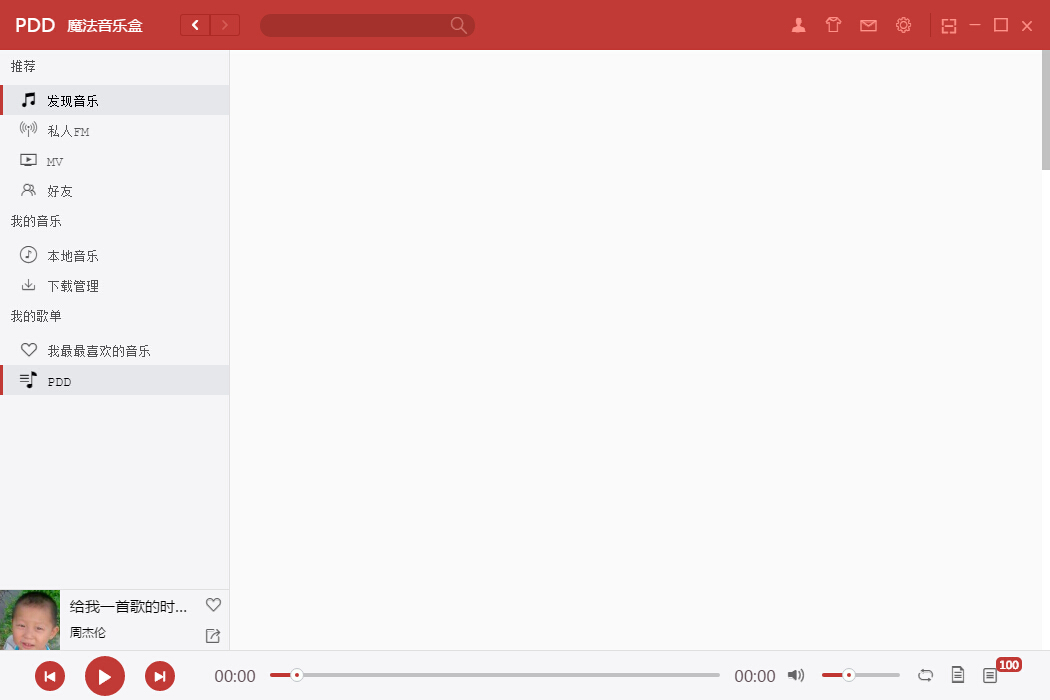 PDD 魔法音乐盒
推荐
发现音乐
私人FM
MV
好友
我的音乐
本地音乐
下载管理
我的歌单
我最最喜欢的音乐
PDD
给我一首歌的时...
周杰伦
00:00
00:00
100